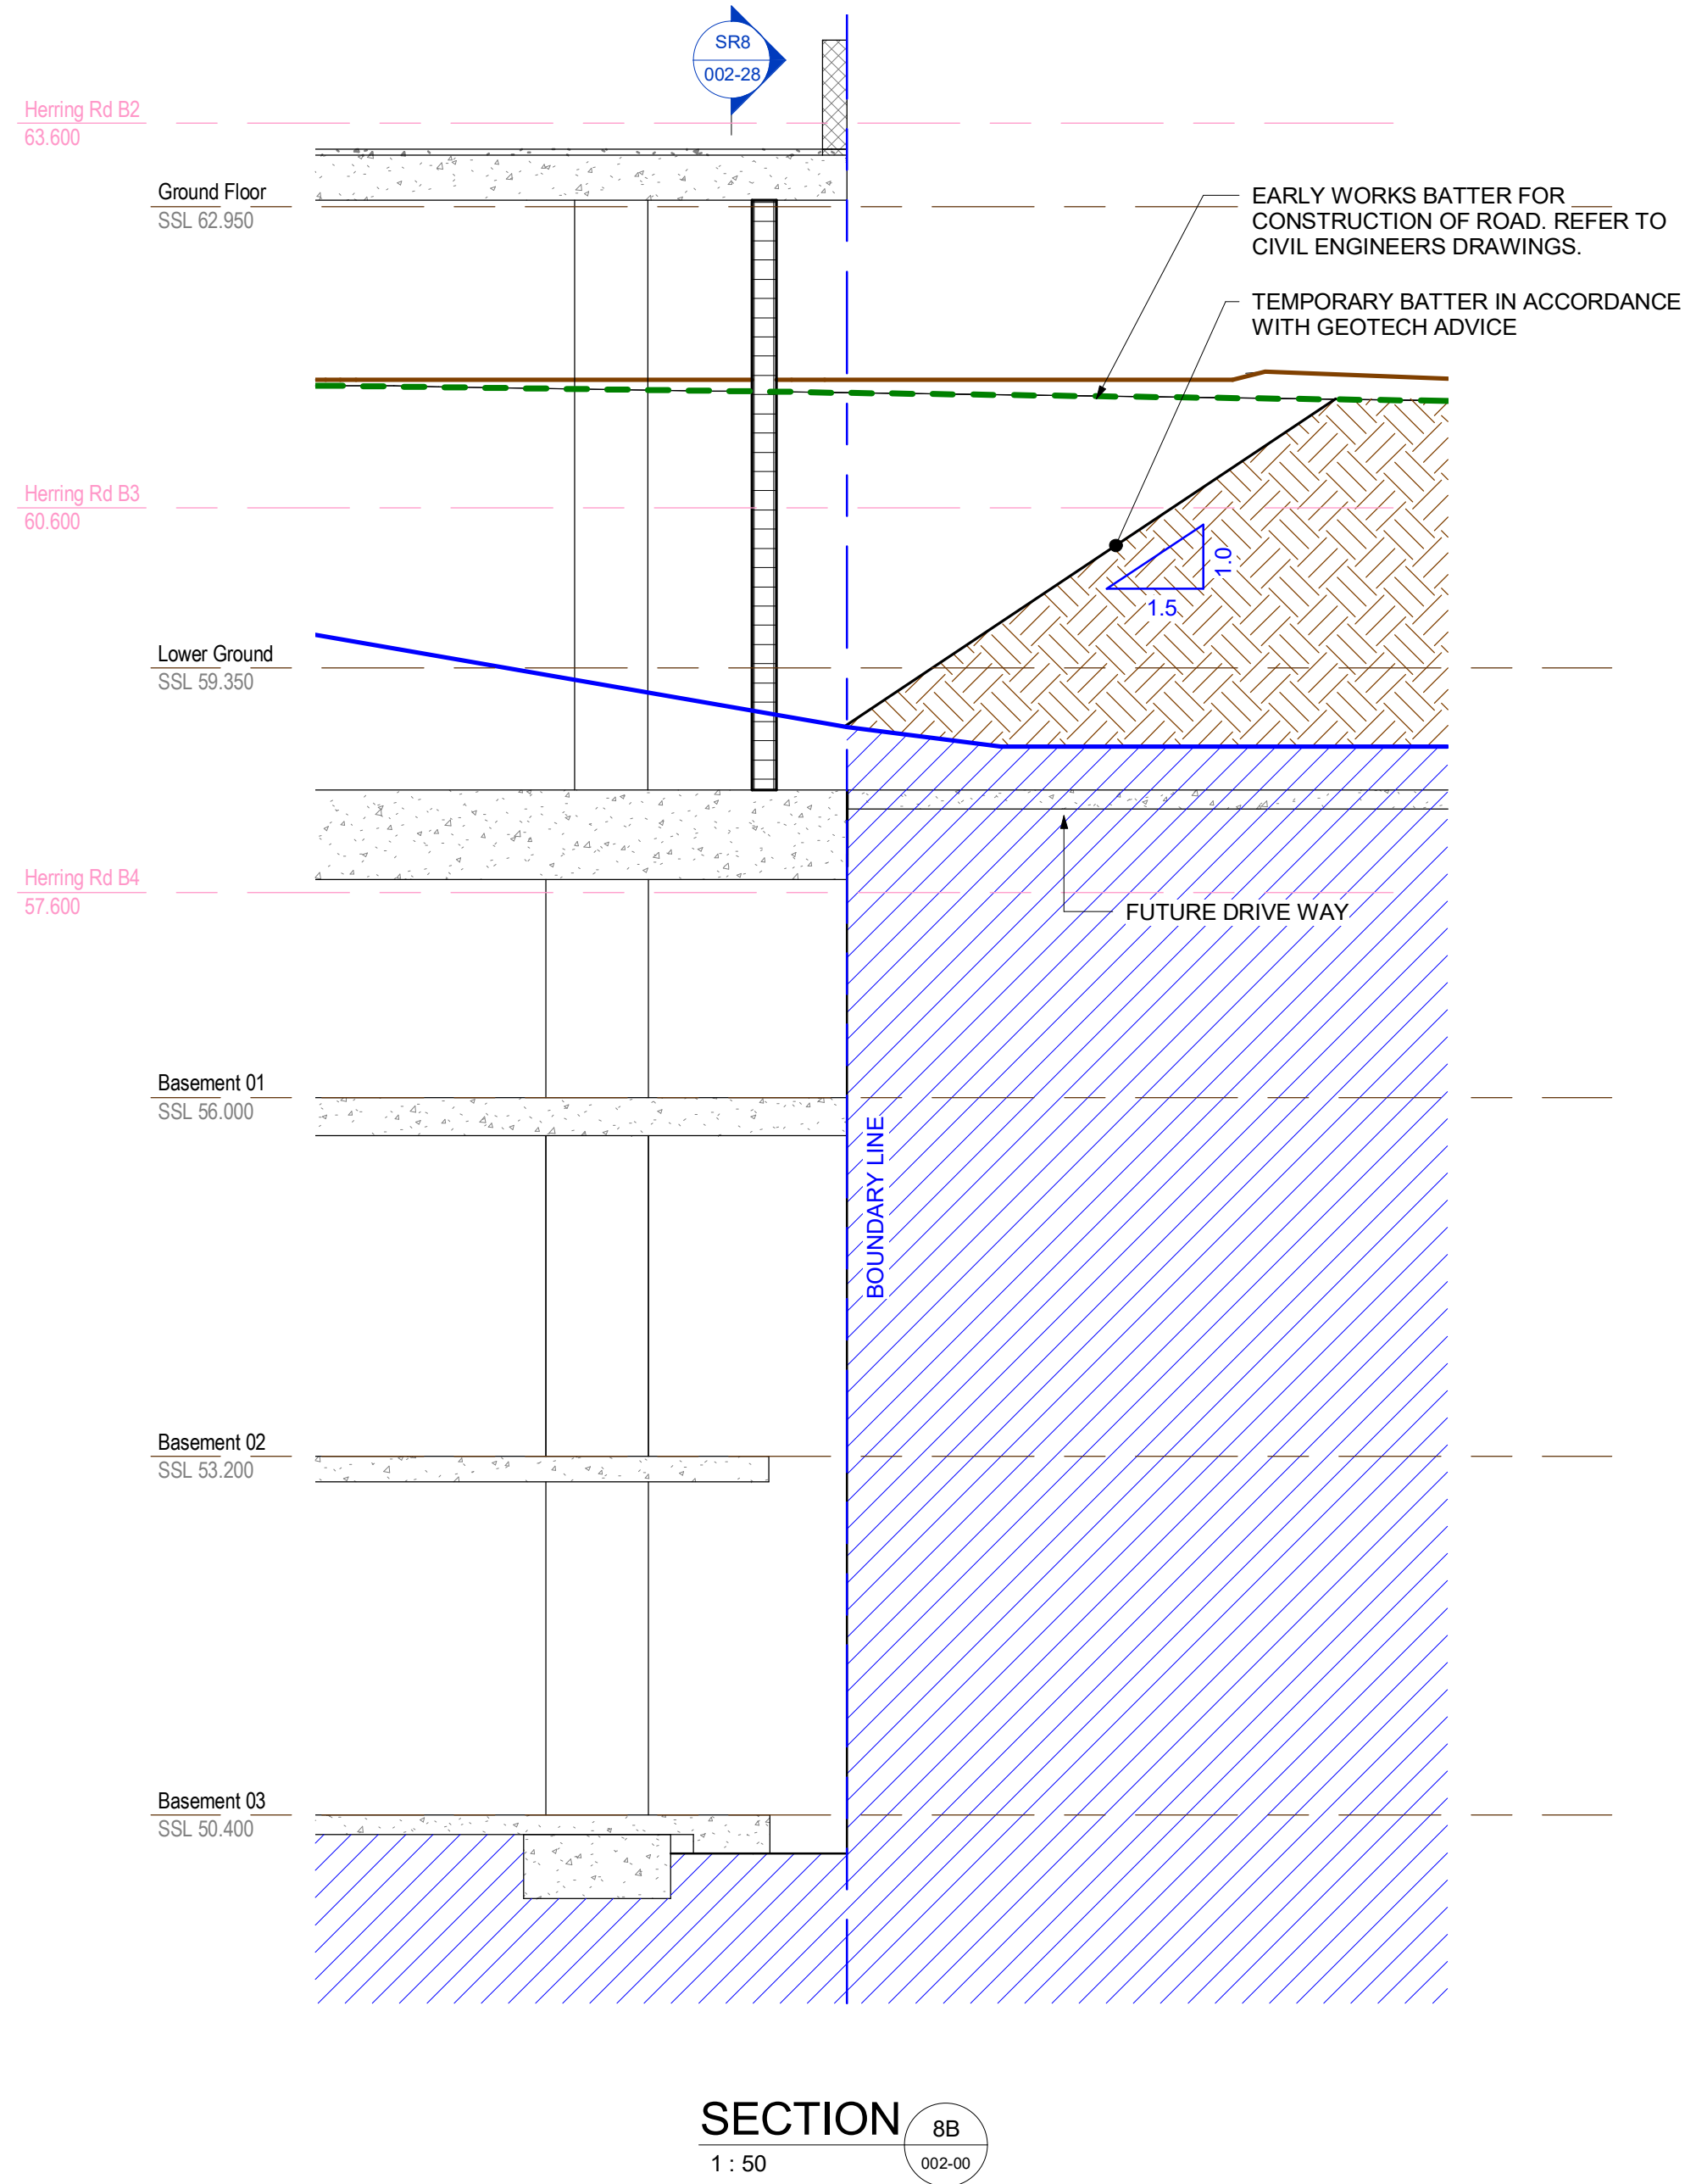 SR8
002-28
Herring Rd B2
63.600
Ground Floor
SSL 62.950
EARLY WORKS BATTER FOR
CONSTRUCTION OF ROAD. REFER TO
CIVIL ENGINEERS DRAWINGS.
TEMPORARY BATTER IN ACCORDANCE
WITH GEOTECH ADVICE
Herring Rd B3
60.600
1.0
1.5
Lower Ground
SSL 59.350
Herring Rd B4
57.600
FUTURE DRIVE WAY
Basement 01
SSL 56.000
BOUNDARY LINE
Basement 02
SSL 53.200
Basement 03
SSL 50.400
SECTION
8B
1 : 50
002-00